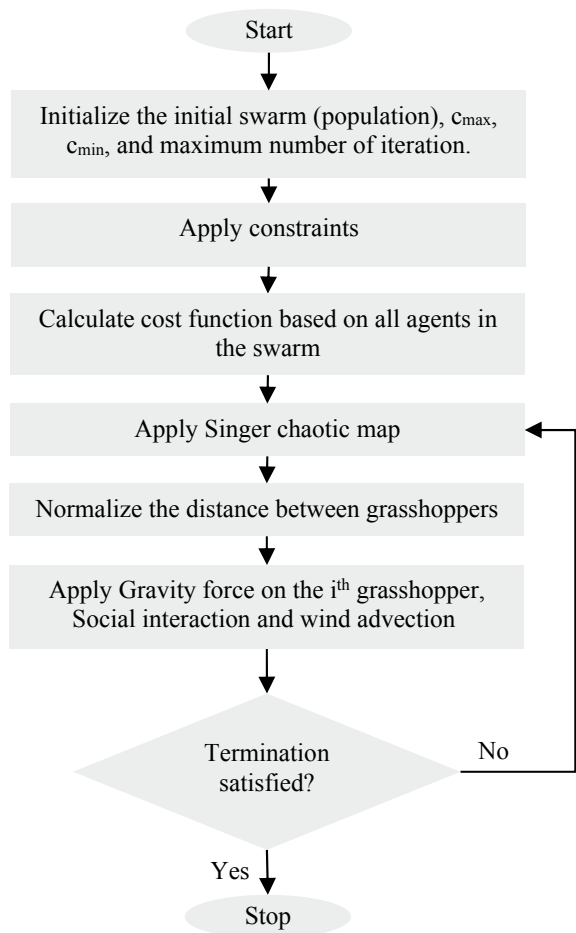 Start
Initialize the initial swarm (population), cmax,
cmin, and maximum number of iteration.
Apply constraints
Calculate cost function based on all agents in
the swarm
Apply Singer chaotic map
Normalize the distance between grasshoppers
Apply Gravity force on the ith grasshopper,
Social interaction and wind advection
Termination
satisfied?
No
Yes
Stop